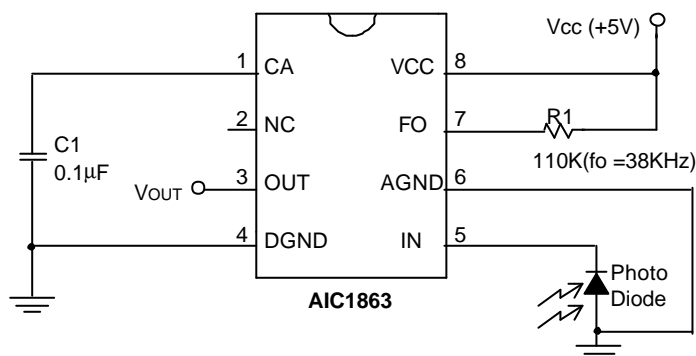 Vcc (+5V)
1 CA VCC 8
2 NC FO 7 R1
C1
0.1µF
110K(fo =38KHz)
VOUT 3 OUT AGND 6
4 DGND IN 5
Photo
Diode
AIC1863